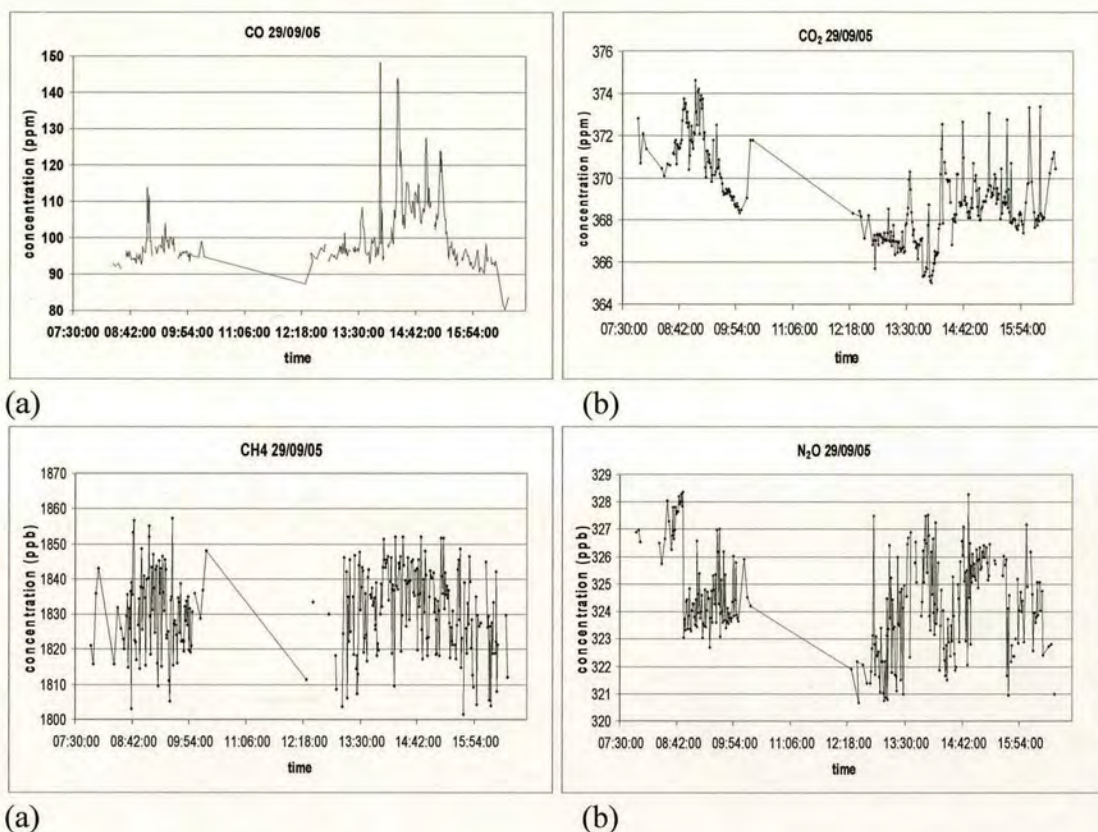 CO 29/09/05
concentration (ppm)
150
140
130
120
110
100
90
80
07:30:00 08:42:00 09:54:00 11:06:00 12:18:00 13:30:00 14:42:00 15:54:00
time
(a)
CO₂ 29/09/05
concentration (ppm)
376
374
372
370
368
366
364
07:30:00 08:42:00 09:54:00 11:06:00 12:18:00 13:30:00 14:42:00 15:54:00
time
(b)
CH4 29/09/05
concentration (ppb)
1870
1860
1850
1840
1830
1820
1810
1800
07:30:00 08:42:00 09:54:00 11:06:00 12:18:00 13:30:00 14:42:00 15:54:00
time
(a)
N₂O 29/09/05
concentration (ppb)
329
328
327
326
325
324
323
322
321
320
07:30:00 08:42:00 09:54:00 11:06:00 12:18:00 13:30:00 14:42:00 15:54:00
time
(b)